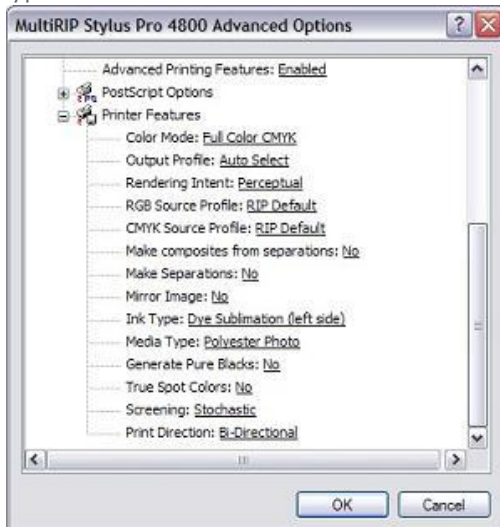 MultiRIP Stylus Pro 4800 Advanced Options
Advanced Printing Features: Enabled
PostScript Options
Printer Features
Color Mode: Full Color CMYK
Output Profile: Auto Select
Rendering Intent: Perceptual
RGB Source Profile: RIP Default
CMYK Source Profile: RIP Default
Make composites from separations: No
Make Separations: No
Mirror Image: No
Ink Type: Dye Sublimation (left side)
Media Type: Polyester Photo
Generate Pure Blacks: No
True Spot Colors: No
Screening: Stochastic
Print Direction: Bi-Directional
OK Cancel